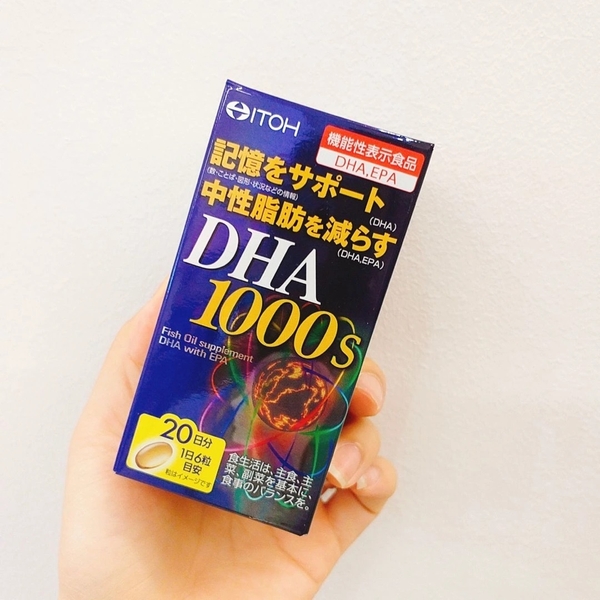 ITOH
機能性表示食品
DHA,EPA
記憶をサポート
(数・ことば・図形・状況などの情報)
(DHA)
中性脂肪を減らす
(DHA,EPA)
DHA
1000s
Fish Oil supplement
DHA with EPA
20日分
1日6粒
目安
粒はイメージです
食生活は、主食、主
菜、副菜を基本に、
食事のバランスを。